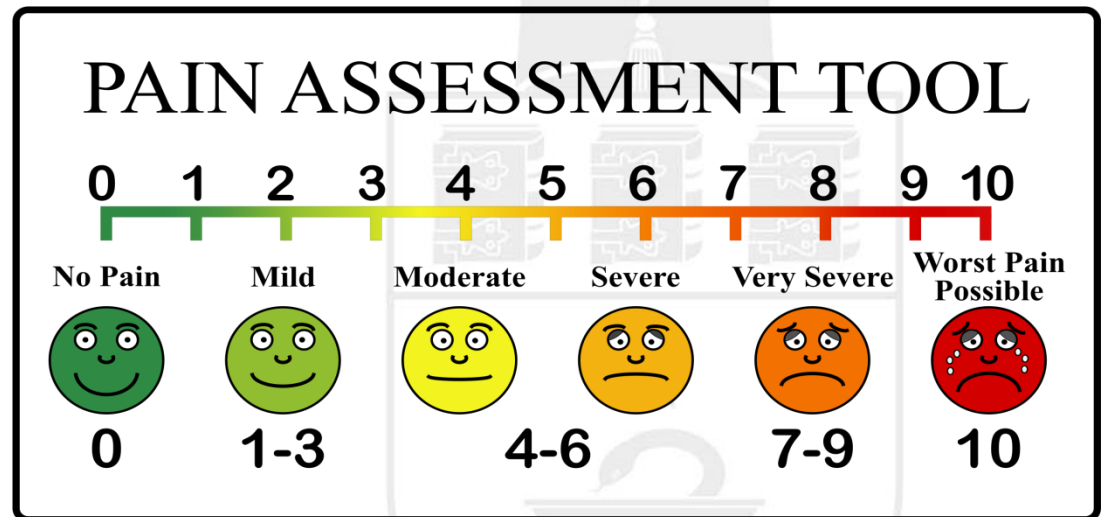 PAIN ASSESSMENT TOOL
0 1 2 3 4 5 6 7 8 9 10
No Pain Mild Moderate Severe Very Severe Worst Pain
Possible
0 1-3 4-6 7-9 10